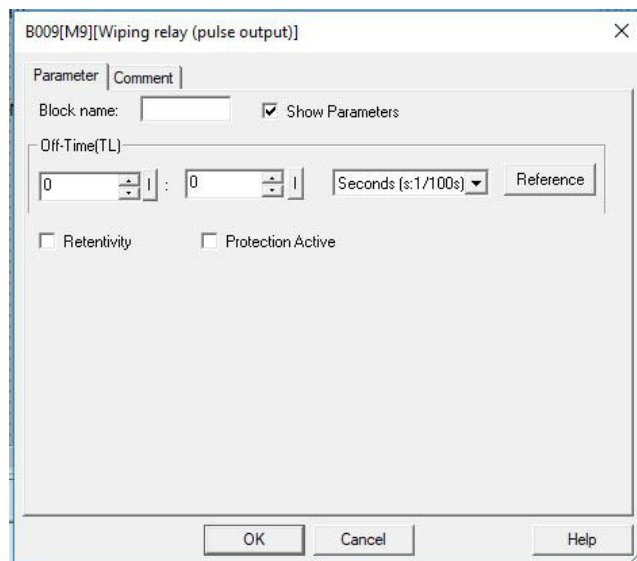 B009[M9][Wiping relay (pulse output)]
Parameter Comment
Block name: Show Parameters
Off-Time(TL)
0 : 0 Seconds (s:1/100s) Reference
Retentivity Protection Active
OK Cancel Help